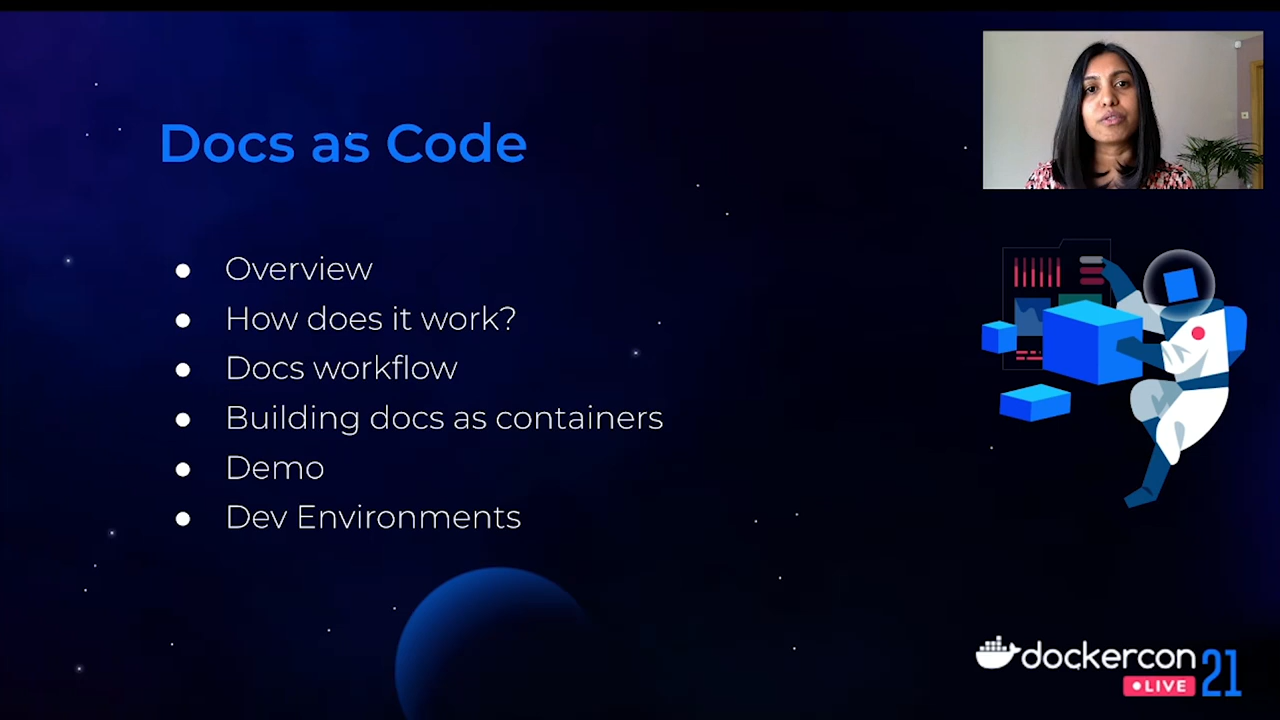 Docs as Code
● Overview
● How does it work?
● Docs workflow
● Building docs as containers
● Demo
● Dev Environments
dockercon
LIVE 21